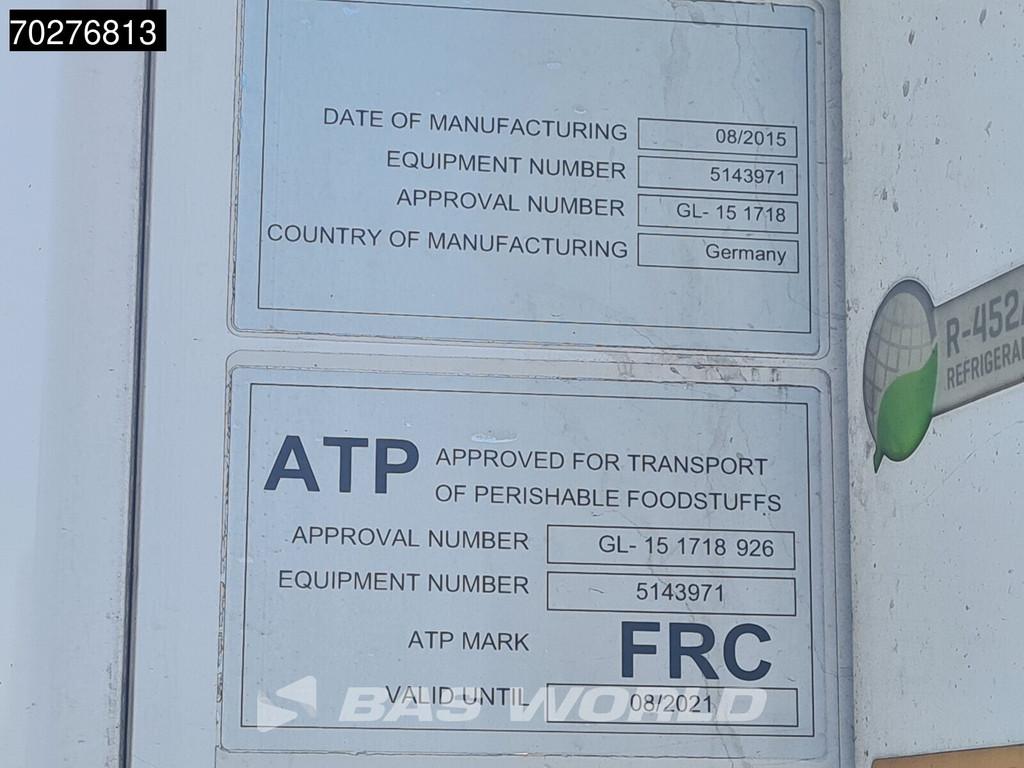 70276813
DATE OF MANUFACTURING 08/2015
EQUIPMENT NUMBER 5143971
APPROVAL NUMBER GL- 15 1718
COUNTRY OF MANUFACTURING Germany
R-452
ATP APPROVED FOR TRANSPORT
OF PERISHABLE FOODSTUFFS
APPROVAL NUMBER GL- 15 1718 926
EQUIPMENT NUMBER 5143971
ATP MARK FRC
VALID UNTIL 08/2021
BAS WORLD